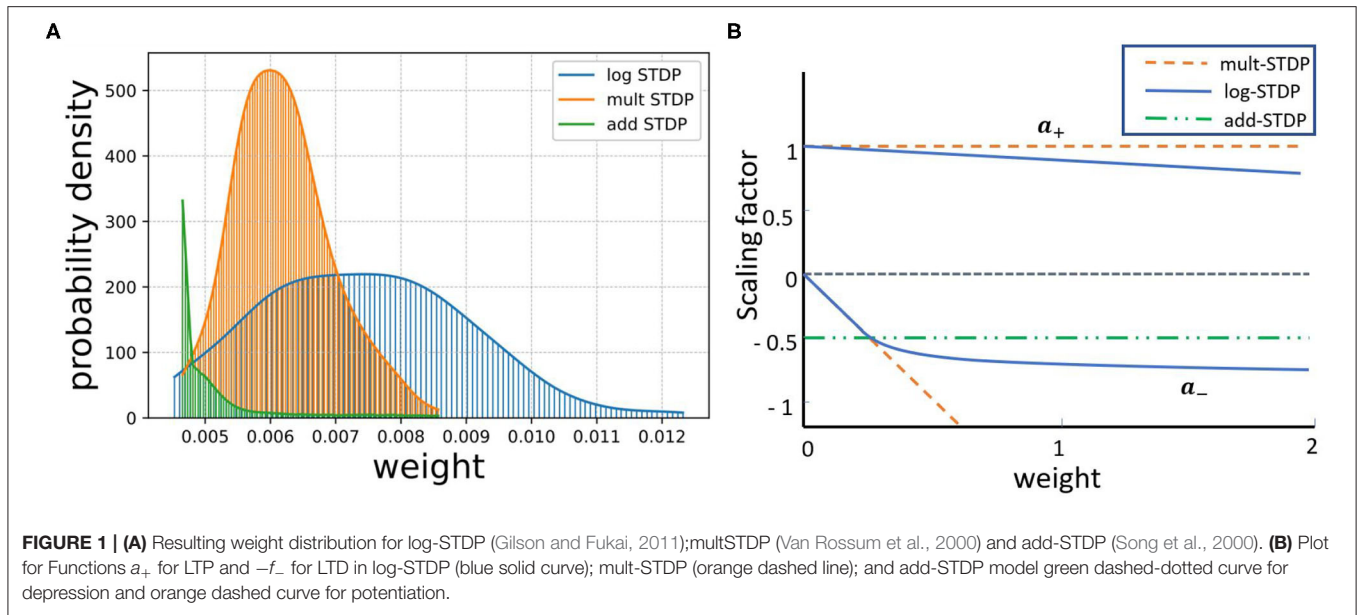 A
probability density
500
400
300
200
100
0
0.005 0.006 0.007 0.008 0.009 0.010 0.011 0.012
weight
log STDP
mult STDP
add STDP
B
Scaling factor
1
0.5
0
- 0.5
- 1
0 1 2
weight
mult-STDP
log-STDP
add-STDP
a+
a−
FIGURE 1 | (A) Resulting weight distribution for log-STDP (Gilson and Fukai, 2011);multSTDP (Van Rossum et al., 2000) and add-STDP (Song et al., 2000). (B) Plot
for Functions a+ for LTP and −f− for LTD in log-STDP (blue solid curve); mult-STDP (orange dashed line); and add-STDP model green dashed-dotted curve for
depression and orange dashed curve for potentiation.